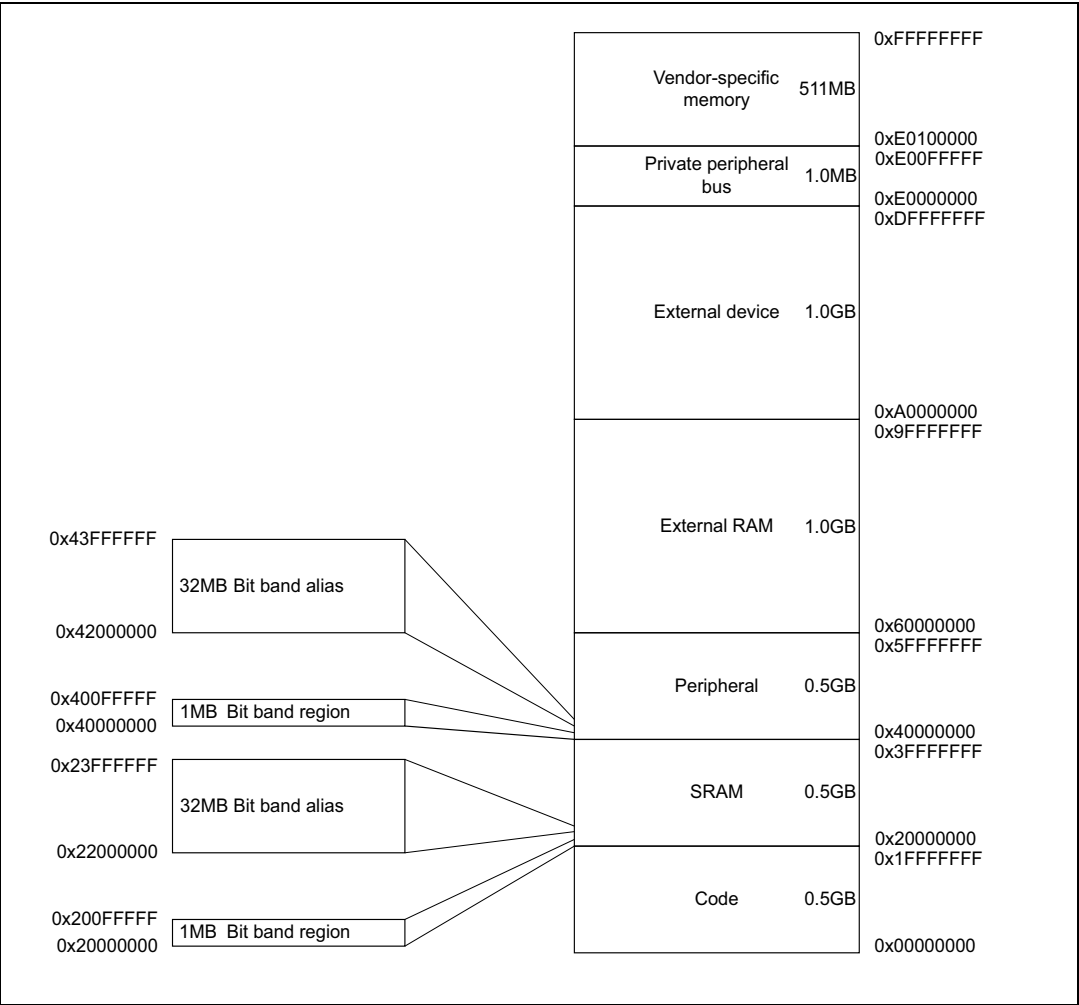 0xFFFFFFFF
Vendor-specific
memory
511MB
0xE0100000
0xE00FFFFF
Private peripheral
bus
1.0MB
0xE0000000
0xDFFFFFFF
External device 1.0GB
0xA0000000
0x9FFFFFFF
External RAM 1.0GB
0x60000000
0x5FFFFFFF
Peripheral 0.5GB
0x40000000
0x3FFFFFFF
SRAM 0.5GB
0x20000000
0x1FFFFFFF
Code 0.5GB
0x00000000
0x43FFFFFF
32MB Bit band alias
0x42000000
0x400FFFFF
1MB Bit band region
0x40000000
0x23FFFFFF
32MB Bit band alias
0x22000000
0x200FFFFF
1MB Bit band region
0x20000000